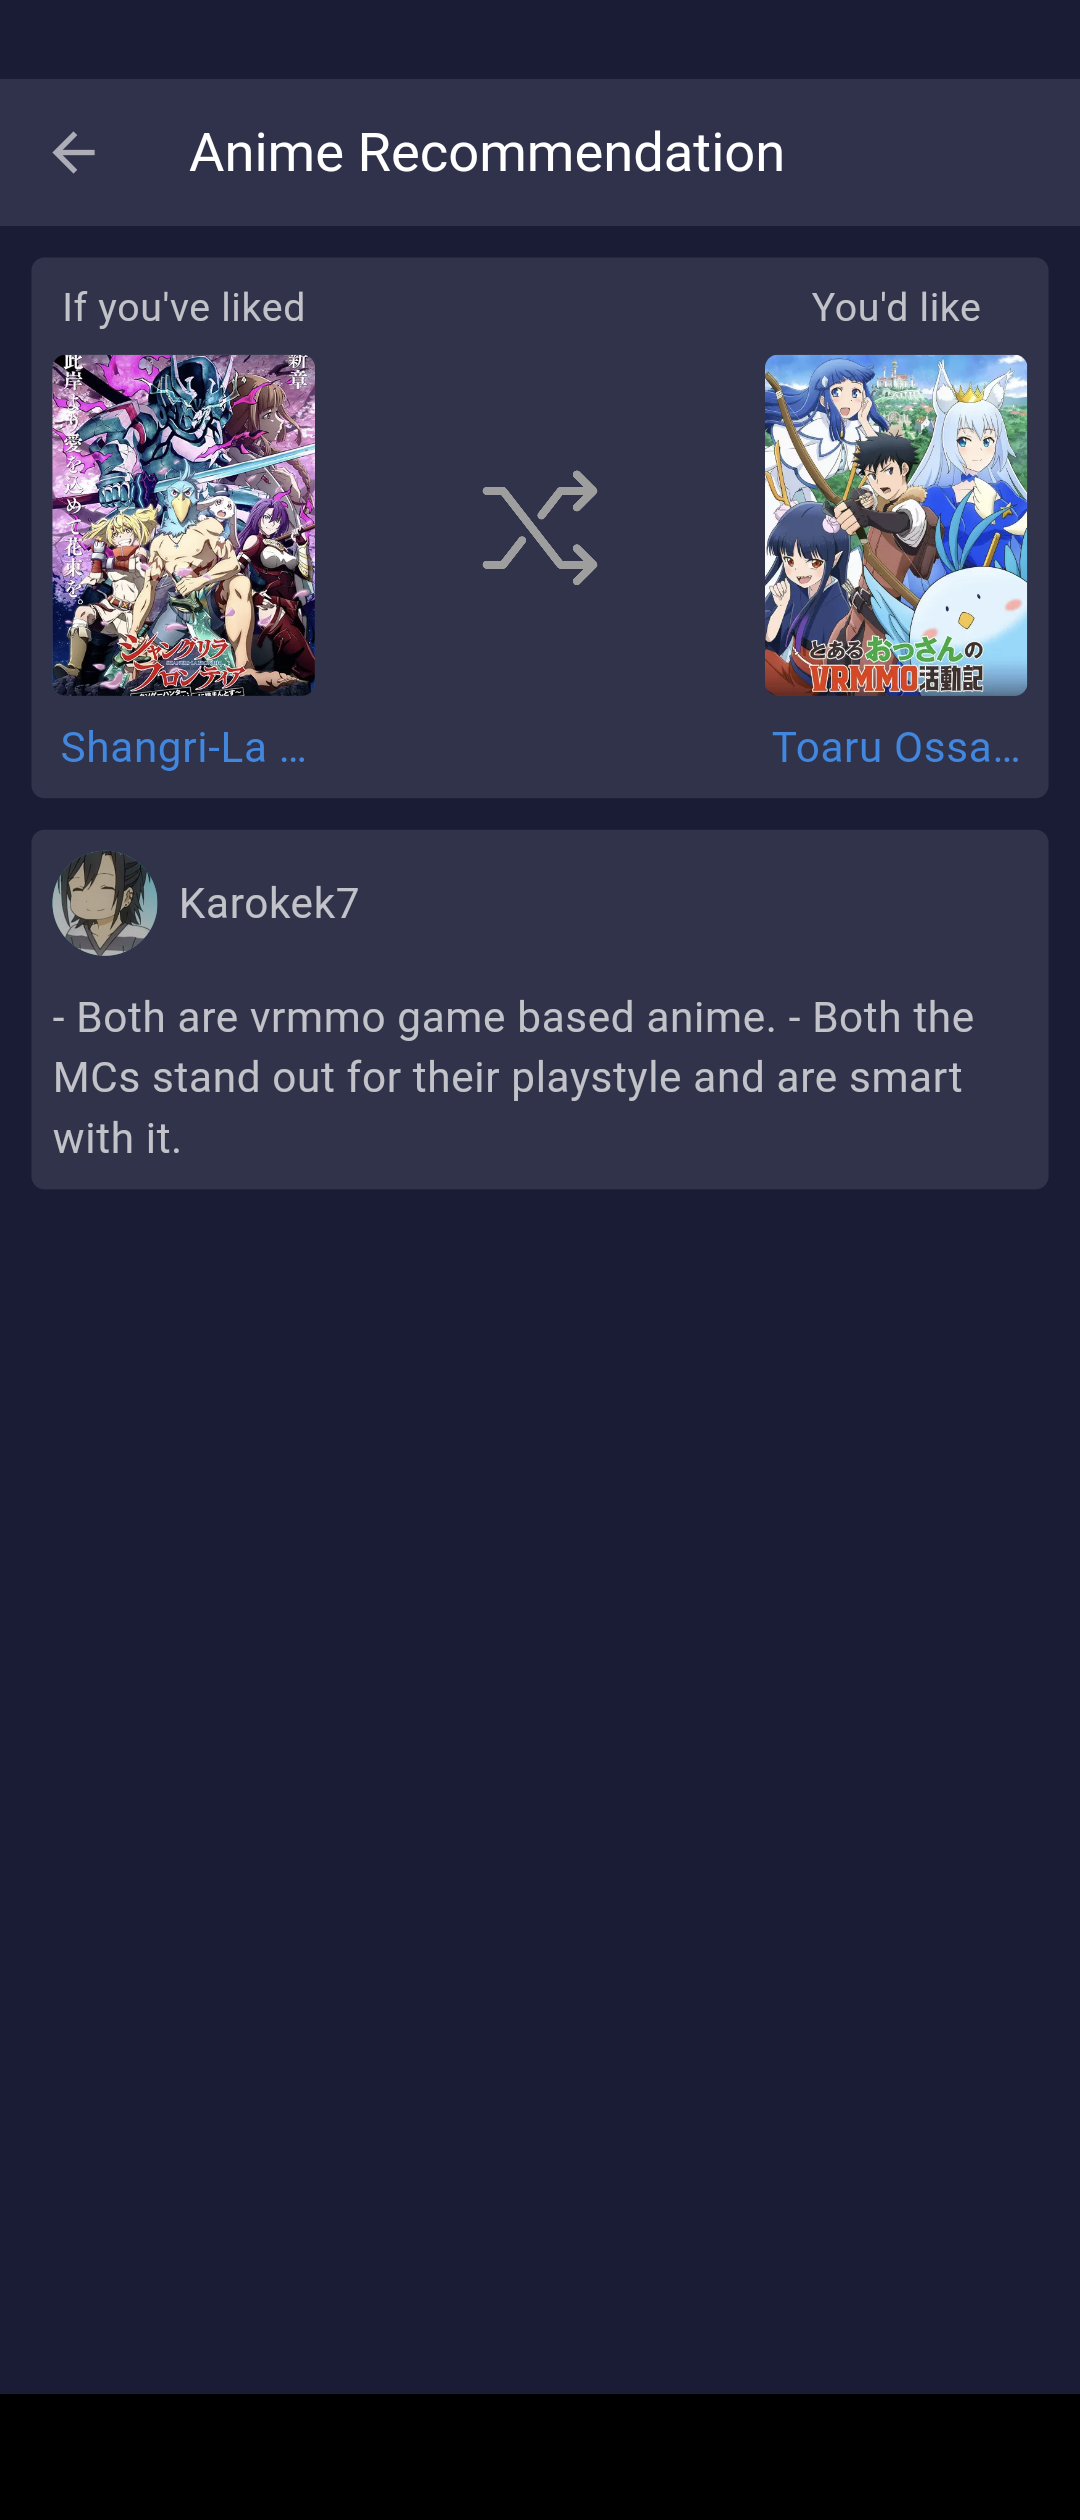 Anime Recommendation
If you've liked
You'd like
此岸より愛をこめて花束を。
新章
シャングリラ
フロンティア
とあるおっさんの
VRMMO活動記
Shangri-La ...
Toaru Ossa...
Karokek7
- Both are vrmmo game based anime. - Both the
MCs stand out for their playstyle and are smart
with it.